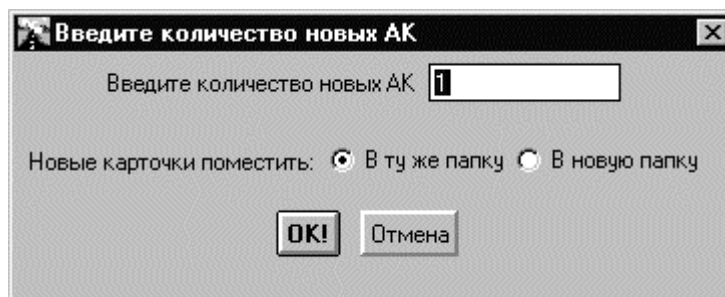 Введите количество новых АК
Введите количество новых АК 1
Новые карточки поместить: В ту же папку В новую папку
OK! Отмена